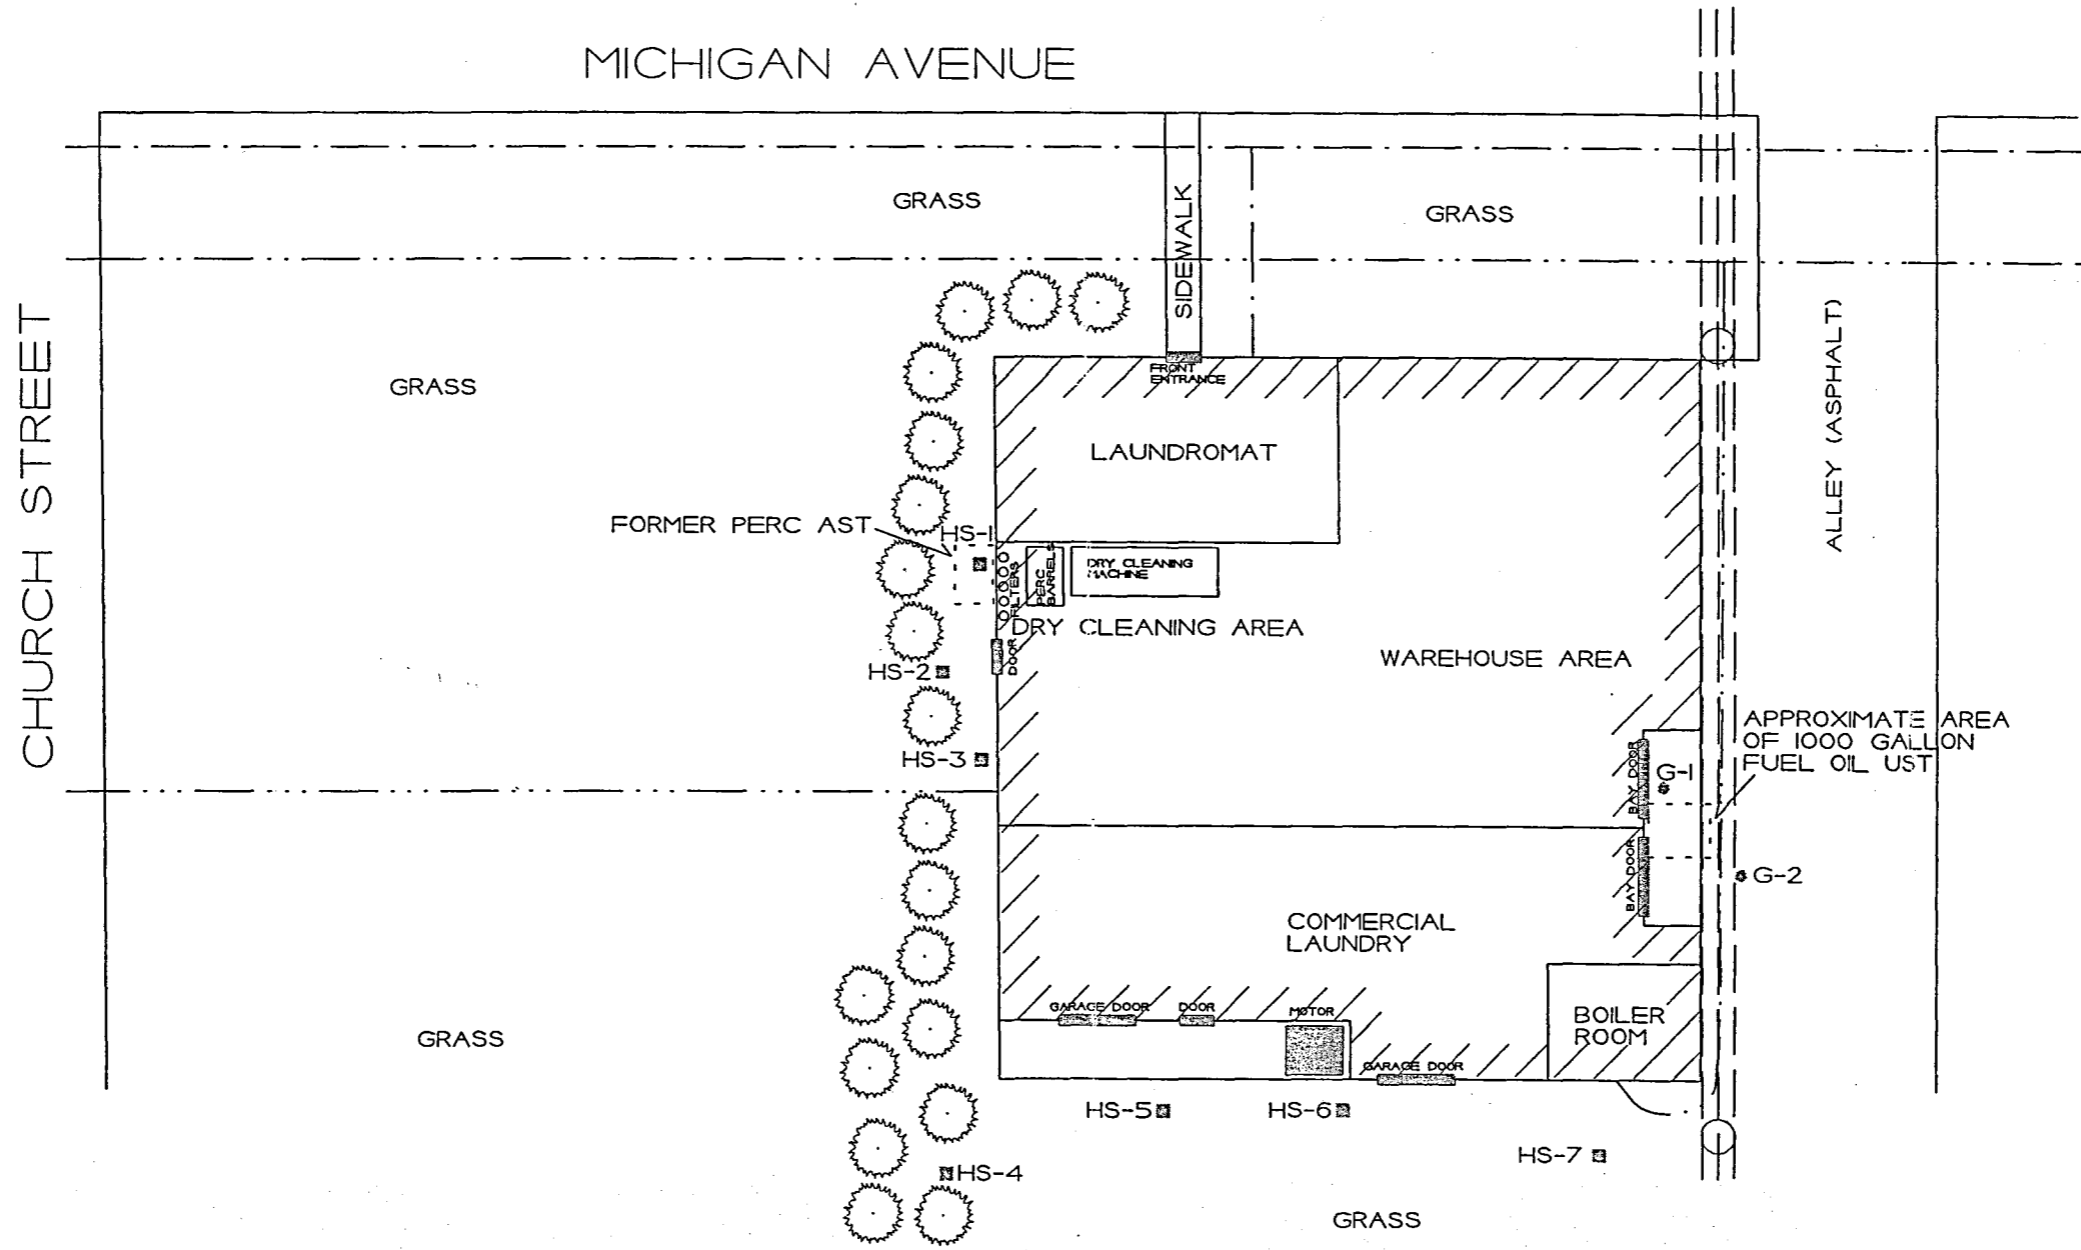 MICHIGAN AVENUE
CHURCH STREET
GRASS
GRASS
SIDEWALK
GRASS
FRONT
ENTRANCE
ALLEY (ASPHALT)
LAUNDROMAT
FORMER PERC AST
HS-1
FILTERS
PERC
BARRELS
DRY CLEANING
MACHINE
DRY CLEANING AREA
DOOR
HS-2
WAREHOUSE AREA
HS-3
BAY DOOR
G-1
APPROXIMATE AREA
OF 1000 GALLON
FUEL OIL UST
BAY DOOR
G-2
COMMERCIAL
LAUNDRY
GARAGE DOOR
DOOR
MOTOR
BOILER
ROOM
GARAGE DOOR
GRASS
HS-5
HS-6
HS-7
HS-4
GRASS